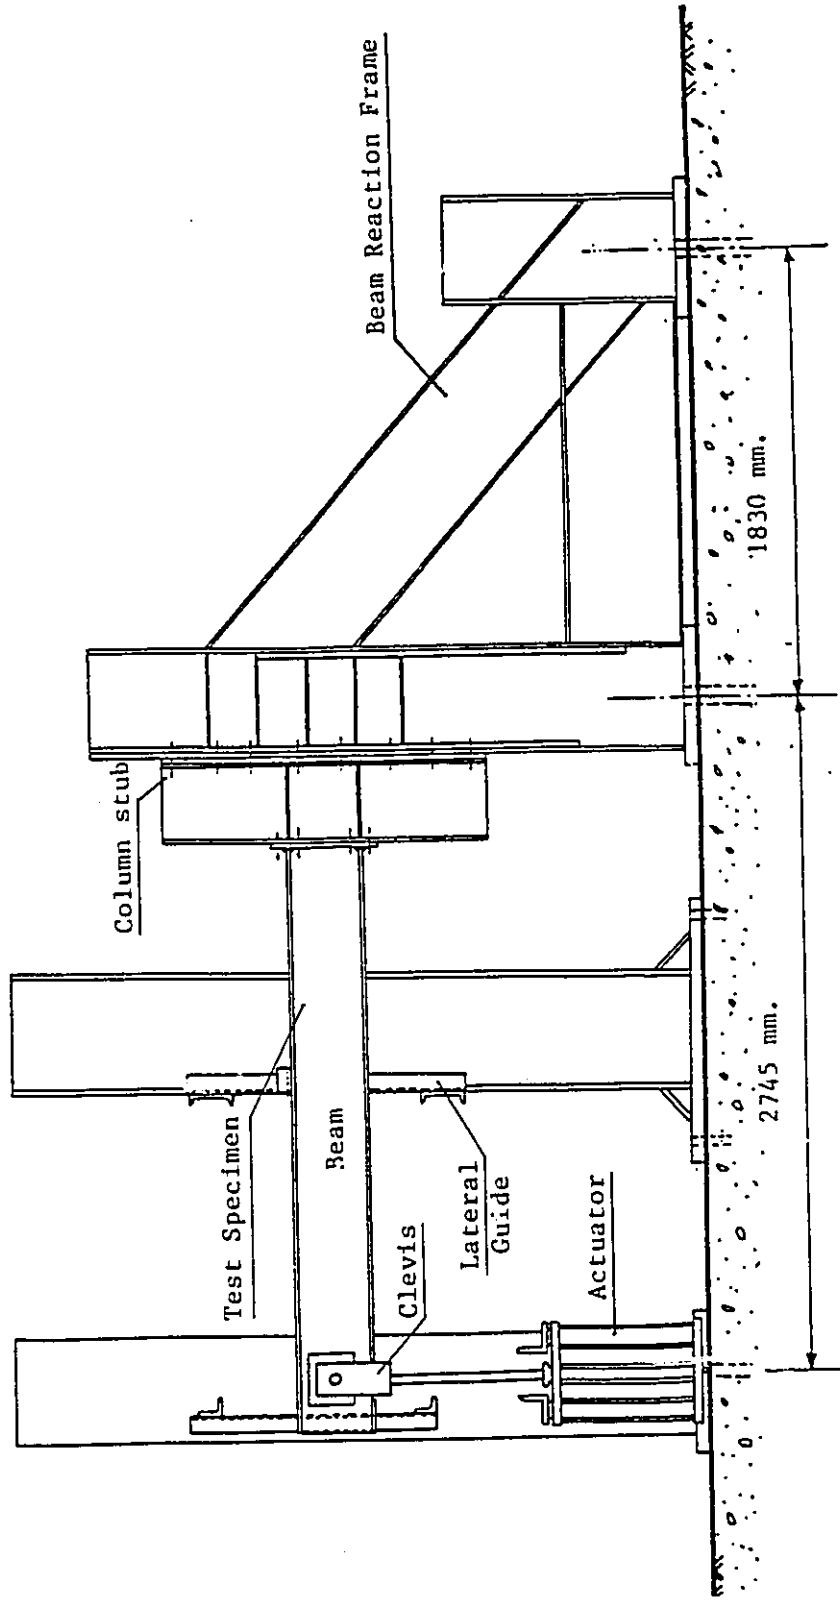 Beam Reaction Frame
Column stub
Test Specimen
Beam
Lateral
Guide
Clevis
Actuator
1830 mm.
2745 mm.